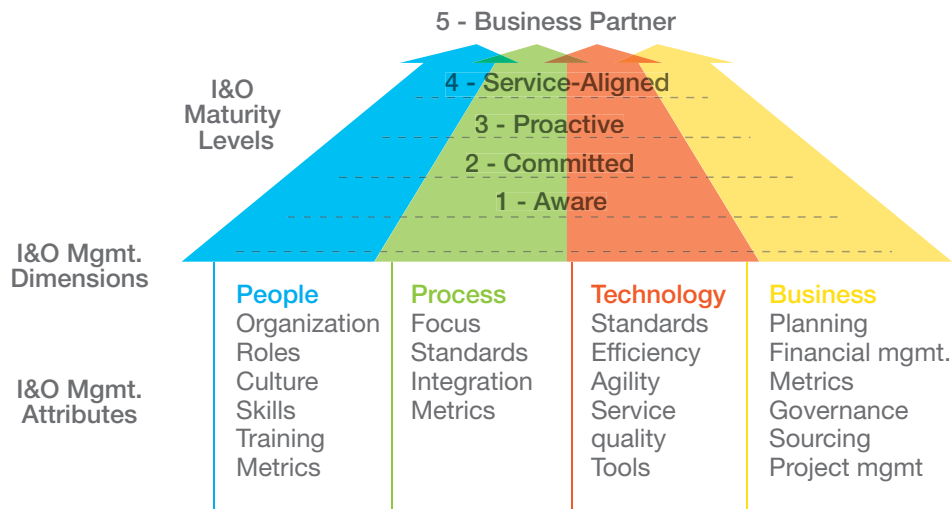 5 - Business Partner
I&O
Maturity
Levels
4 - Service-Aligned
3 - Proactive
2 - Committed
1 - Aware
I&O Mgmt.
Dimensions
People
Organization
Roles
Culture
Skills
Training
Metrics
Process
Focus
Standards
Integration
Metrics
Technology
Standards
Efficiency
Agility
Service
quality
Tools
Business
Planning
Financial mgmt.
Metrics
Governance
Sourcing
Project mgmt
I&O Mgmt.
Attributes